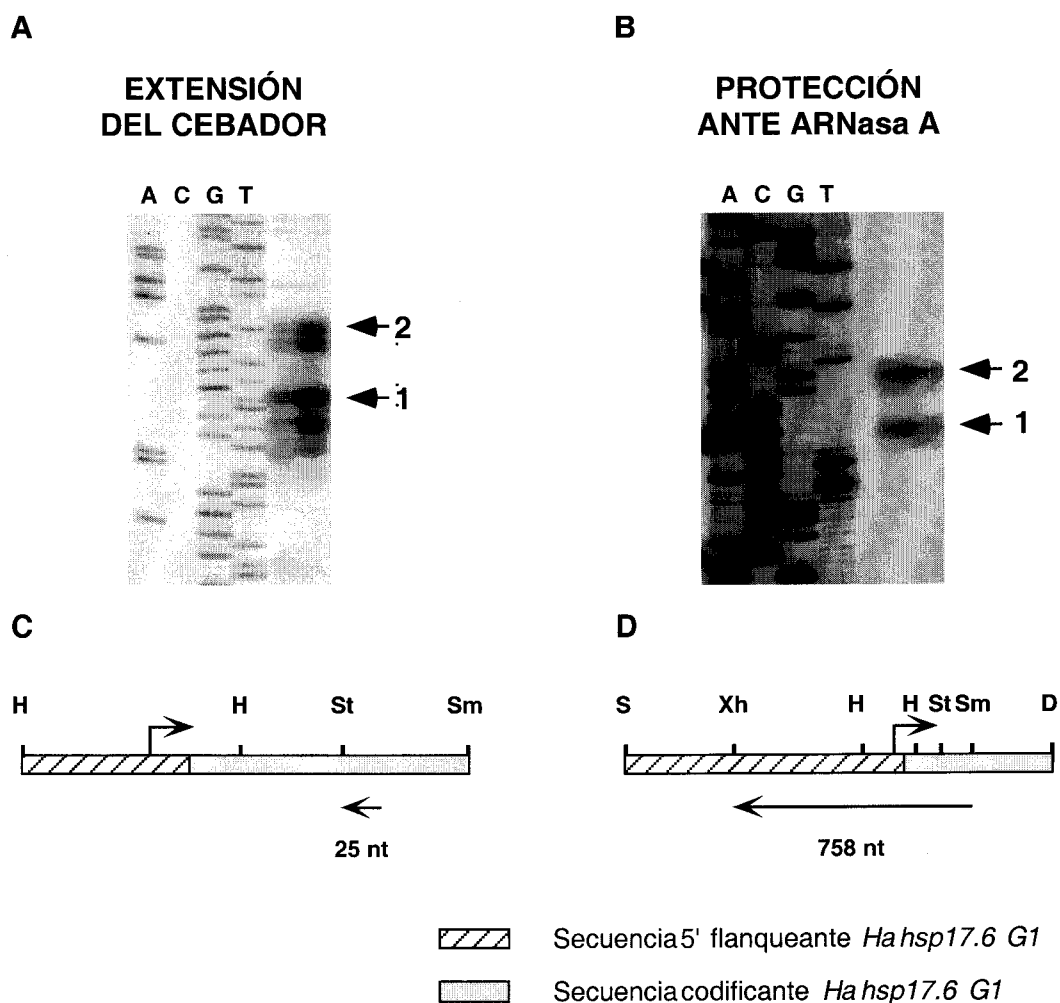 A
B
EXTENSIÓN
DEL CEBADOR
PROTECCIÓN
ANTE ARNasa A
A C G T
A C G T
2
1
2
1
C
D
H H St Sm
25 nt
S Xh H H St Sm D
758 nt
Secuencia 5' flanqueante Ha hsp17.6 G1
Secuencia codificante Ha hsp17.6 G1